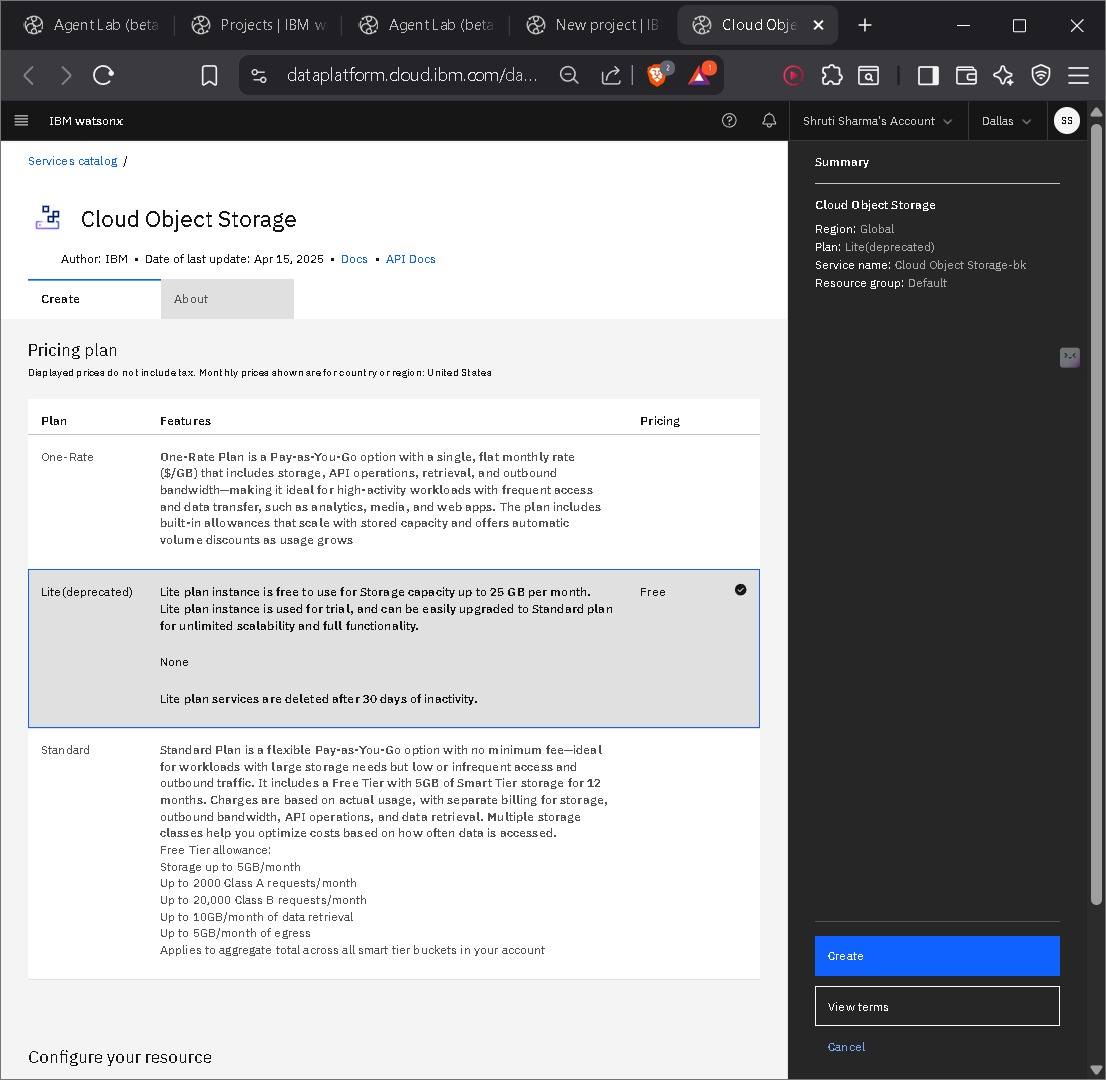 Agent Lab (beta
Projects | IBM w
Agent Lab (beta
New project | IB
Cloud Obje
dataplatform.cloud.ibm.com/da...
2
1
IBM watsonx
Shruti Sharma's Account
Dallas
SS
Services catalog /
Cloud Object Storage
Author: IBM • Date of last update: Apr 15, 2025 • Docs • API Docs
Create
About
Pricing plan
Displayed prices do not include tax. Monthly prices shown are for country or region: United States
Plan
Features
Pricing
One-Rate
One-Rate Plan is a Pay-as-You-Go option with a single, flat monthly rate
($/GB) that includes storage, API operations, retrieval, and outbound
bandwidth—making it ideal for high-activity workloads with frequent access
and data transfer, such as analytics, media, and web apps. The plan includes
built-in allowances that scale with stored capacity and offers automatic
volume discounts as usage grows
Lite(deprecated)
Lite plan instance is free to use for Storage capacity up to 25 GB per month.
Lite plan instance is used for trial, and can be easily upgraded to Standard plan
for unlimited scalability and full functionality.
None
Lite plan services are deleted after 30 days of inactivity.
Free
Standard
Standard Plan is a flexible Pay-as-You-Go option with no minimum fee—ideal
for workloads with large storage needs but low or infrequent access and
outbound traffic. It includes a Free Tier with 5GB of Smart Tier storage for 12
months. Charges are based on actual usage, with separate billing for storage,
outbound bandwidth, API operations, and data retrieval. Multiple storage
classes help you optimize costs based on how often data is accessed.
Free Tier allowance:
Storage up to 5GB/month
Up to 2000 Class A requests/month
Up to 20,000 Class B requests/month
Up to 10GB/month of data retrieval
Up to 5GB/month of egress
Applies to aggregate total across all smart tier buckets in your account
Configure your resource
Summary
Cloud Object Storage
Region: Global
Plan: Lite(deprecated)
Service name: Cloud Object Storage-bk
Resource group: Default
Create
View terms
Cancel